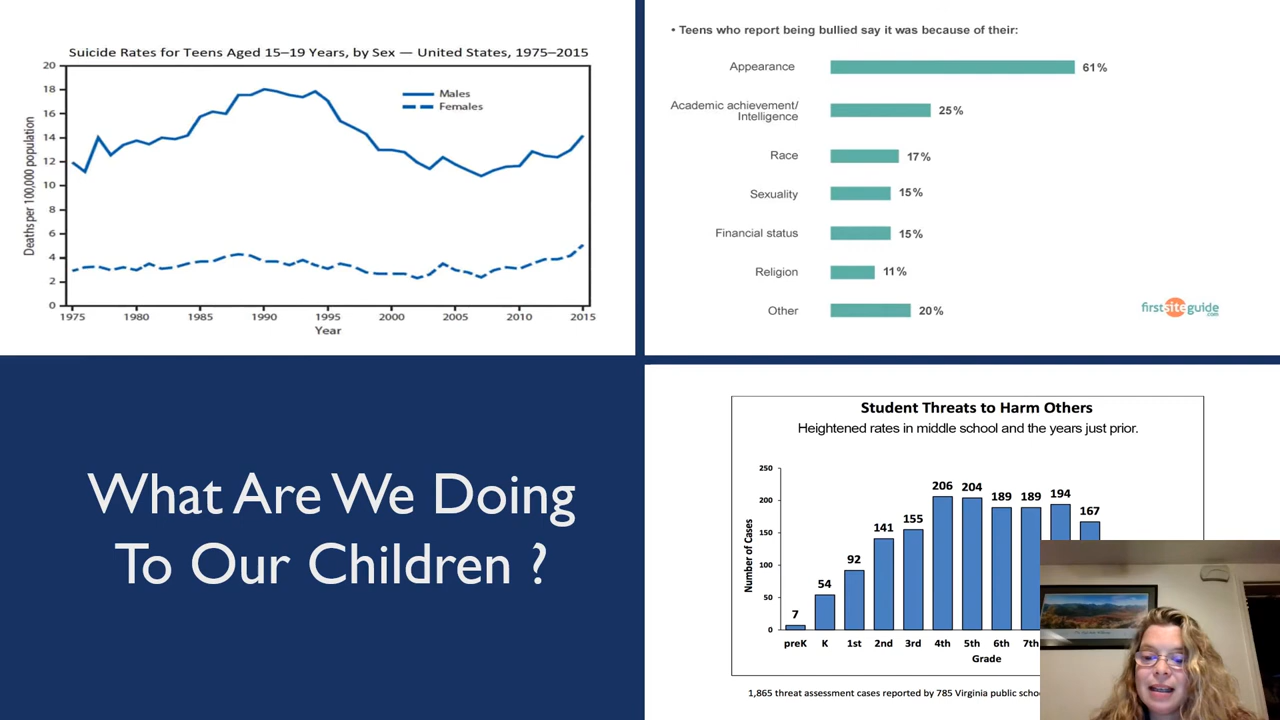 Suicide Rates for Teens Aged 15–19 Years, by Sex — United States, 1975–2015
20
18
16
14
12
10
8
6
4
2
0
Deaths per 100,000 population
Males
Females
1975 1980 1985 1990 1995 2000 2005 2010 2015
Year
• Teens who report being bullied say it was because of their:
Appearance 61%
Academic achievement/
Intelligence 25%
Race 17%
Sexuality 15%
Financial status 15%
Religion 11%
Other 20%
firstsiteguide
.com
What Are We Doing
To Our Children ?
Student Threats to Harm Others
Heightened rates in middle school and the years just prior.
250
200
150
100
50
0
Number of Cases
7 54 92 141 155 206 204 189 189 194 167
preK K 1st 2nd 3rd 4th 5th 6th 7th
Grade
1,865 threat assessment cases reported by 785 Virginia public